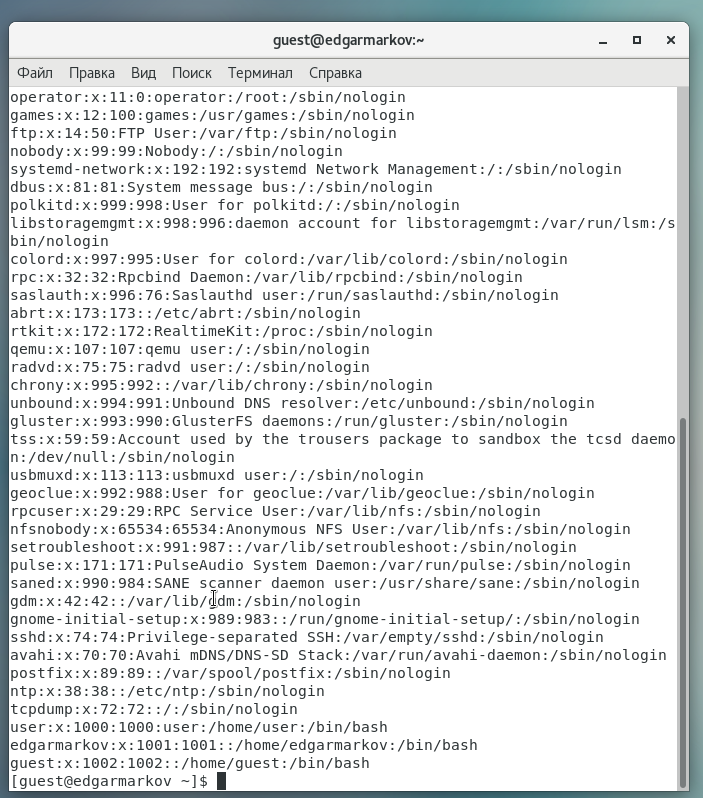 guest@edgarmarkov:~
Файл Правка Вид Поиск Терминал Справка
operator:x:11:0:operator:/root:/sbin/nologin
games:x:12:100:games:/usr/games:/sbin/nologin
ftp:x:14:50:FTP User:/var/ftp:/sbin/nologin
nobody:x:99:99:Nobody:/:/sbin/nologin
systemd-network:x:192:192:systemd Network Management:/:/sbin/nologin
dbus:x:81:81:System message bus:/:/sbin/nologin
polkitd:x:999:998:User for polkitd:/:/sbin/nologin
libstoragemgmt:x:998:996:daemon account for libstoragemgmt:/var/run/lsm:/s
bin/nologin
colord:x:997:995:User for colord:/var/lib/colord:/sbin/nologin
rpc:x:32:32:Rpcbind Daemon:/var/lib/rpcbind:/sbin/nologin
saslauth:x:996:76:Saslauthd user:/run/saslauthd:/sbin/nologin
abrt:x:173:173::/etc/abrt:/sbin/nologin
rtkit:x:172:172:RealtimeKit:/proc:/sbin/nologin
qemu:x:107:107:qemu user:/:/sbin/nologin
radvd:x:75:75:radvd user:/:/sbin/nologin
chrony:x:995:992::/var/lib/chrony:/sbin/nologin
unbound:x:994:991:Unbound DNS resolver:/etc/unbound:/sbin/nologin
gluster:x:993:990:GlusterFS daemons:/run/gluster:/sbin/nologin
tss:x:59:59:Account used by the trousers package to sandbox the tcsd daemo
n:/dev/null:/sbin/nologin
usbmuxd:x:113:113:usbmuxd user:/:/sbin/nologin
geoclue:x:992:988:User for geoclue:/var/lib/geoclue:/sbin/nologin
rpcuser:x:29:29:RPC Service User:/var/lib/nfs:/sbin/nologin
nfsnobody:x:65534:65534:Anonymous NFS User:/var/lib/nfs:/sbin/nologin
setroubleshoot:x:991:987::/var/lib/setroubleshoot:/sbin/nologin
pulse:x:171:171:PulseAudio System Daemon:/var/run/pulse:/sbin/nologin
saned:x:990:984:SANE scanner daemon user:/usr/share/sane:/sbin/nologin
gdm:x:42:42::/var/lib/gdm:/sbin/nologin
gnome-initial-setup:x:989:983::/run/gnome-initial-setup/:/sbin/nologin
sshd:x:74:74:Privilege-separated SSH:/var/empty/sshd:/sbin/nologin
avahi:x:70:70:Avahi mDNS/DNS-SD Stack:/var/run/avahi-daemon:/sbin/nologin
postfix:x:89:89::/var/spool/postfix:/sbin/nologin
ntp:x:38:38::/etc/ntp:/sbin/nologin
tcpdump:x:72:72::/:/sbin/nologin
user:x:1000:1000:user:/home/user:/bin/bash
edgarmarkov:x:1001:1001::/home/edgarmarkov:/bin/bash
guest:x:1002:1002::/home/guest:/bin/bash
[guest@edgarmarkov ~]$